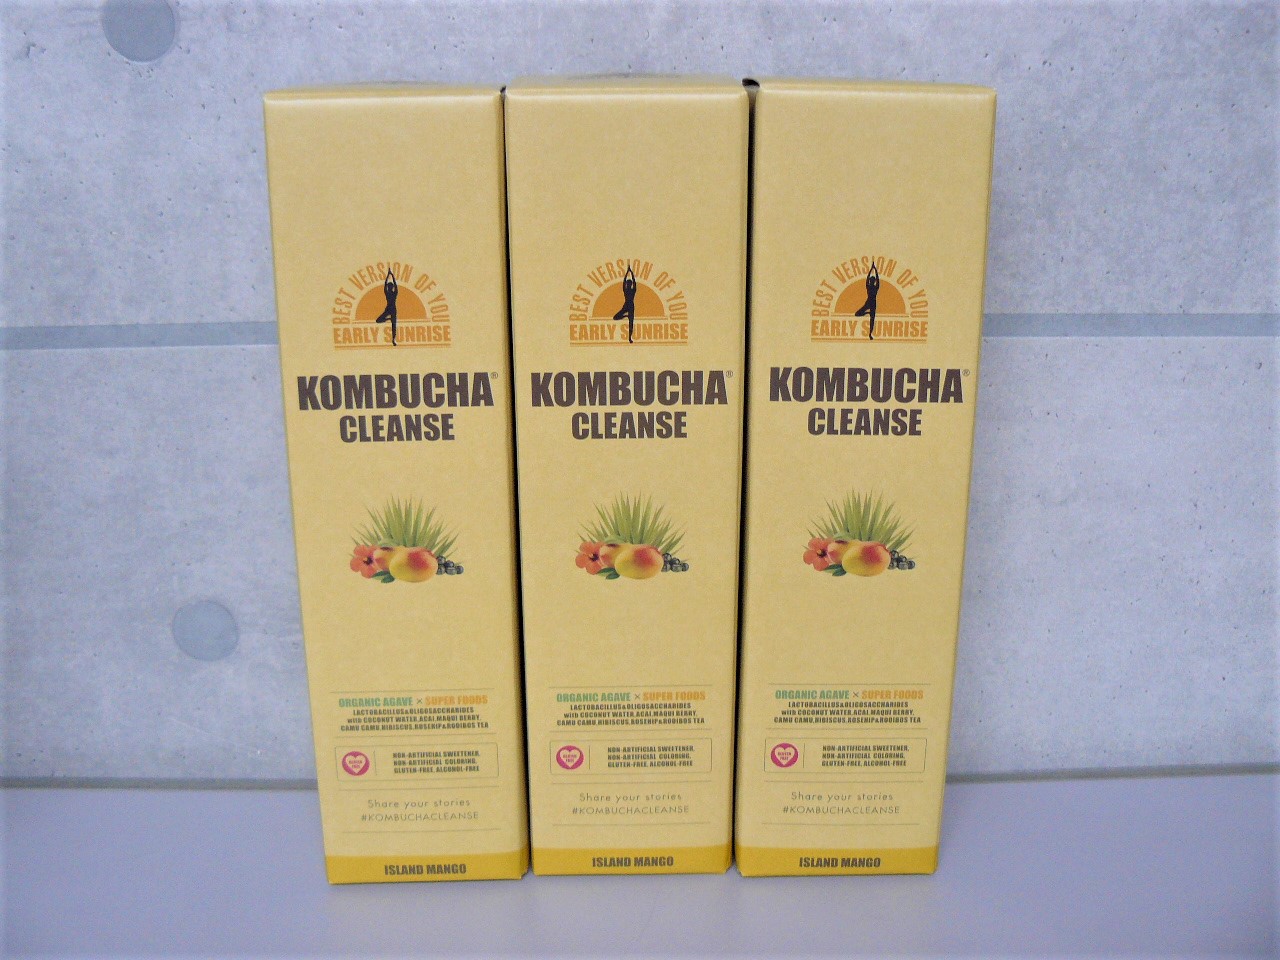 BEST VERSION OF YOU
EARLY SUNRISE
KOMBUCHA®
CLEANSE
ORGANIC AGAVE × SUPER FOODS
LACTOBACILLUS&OLIGOSACCHARIDES
with COCONUT WATER,ACAI,MAQUI BERRY,
CAMU CAMU,HIBISCUS,ROSEHIP&ROOIBOS TEA
GLUTEN
FREE
NON-ARTIFICIAL SWEETENER,
NON-ARTIFICIAL COLORING,
GLUTEN-FREE, ALCOHOL-FREE
Share your stories
#KOMBUCHACLEANSE
ISLAND MANGO
BEST VERSION OF YOU
EARLY SUNRISE
KOMBUCHA®
CLEANSE
ORGANIC AGAVE × SUPER FOODS
LACTOBACILLUS&OLIGOSACCHARIDES
with COCONUT WATER,ACAI,MAQUI BERRY,
CAMU CAMU,HIBISCUS,ROSEHIP&ROOIBOS TEA
GLUTEN
FREE
NON-ARTIFICIAL SWEETENER,
NON-ARTIFICIAL COLORING,
GLUTEN-FREE, ALCOHOL-FREE
Share your stories
#KOMBUCHACLEANSE
ISLAND MANGO
BEST VERSION OF YOU
EARLY SUNRISE
KOMBUCHA®
CLEANSE
ORGANIC AGAVE × SUPER FOODS
LACTOBACILLUS&OLIGOSACCHARIDES
with COCONUT WATER,ACAI,MAQUI BERRY,
CAMU CAMU,HIBISCUS,ROSEHIP&ROOIBOS TEA
GLUTEN
FREE
NON-ARTIFICIAL SWEETENER,
NON-ARTIFICIAL COLORING,
GLUTEN-FREE, ALCOHOL-FREE
Share your stories
#KOMBUCHACLEANSE
ISLAND MANGO